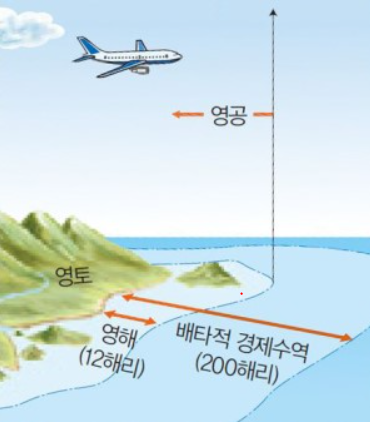 영공
영토
영해
(12해리)
배타적 경제수역
(200해리)